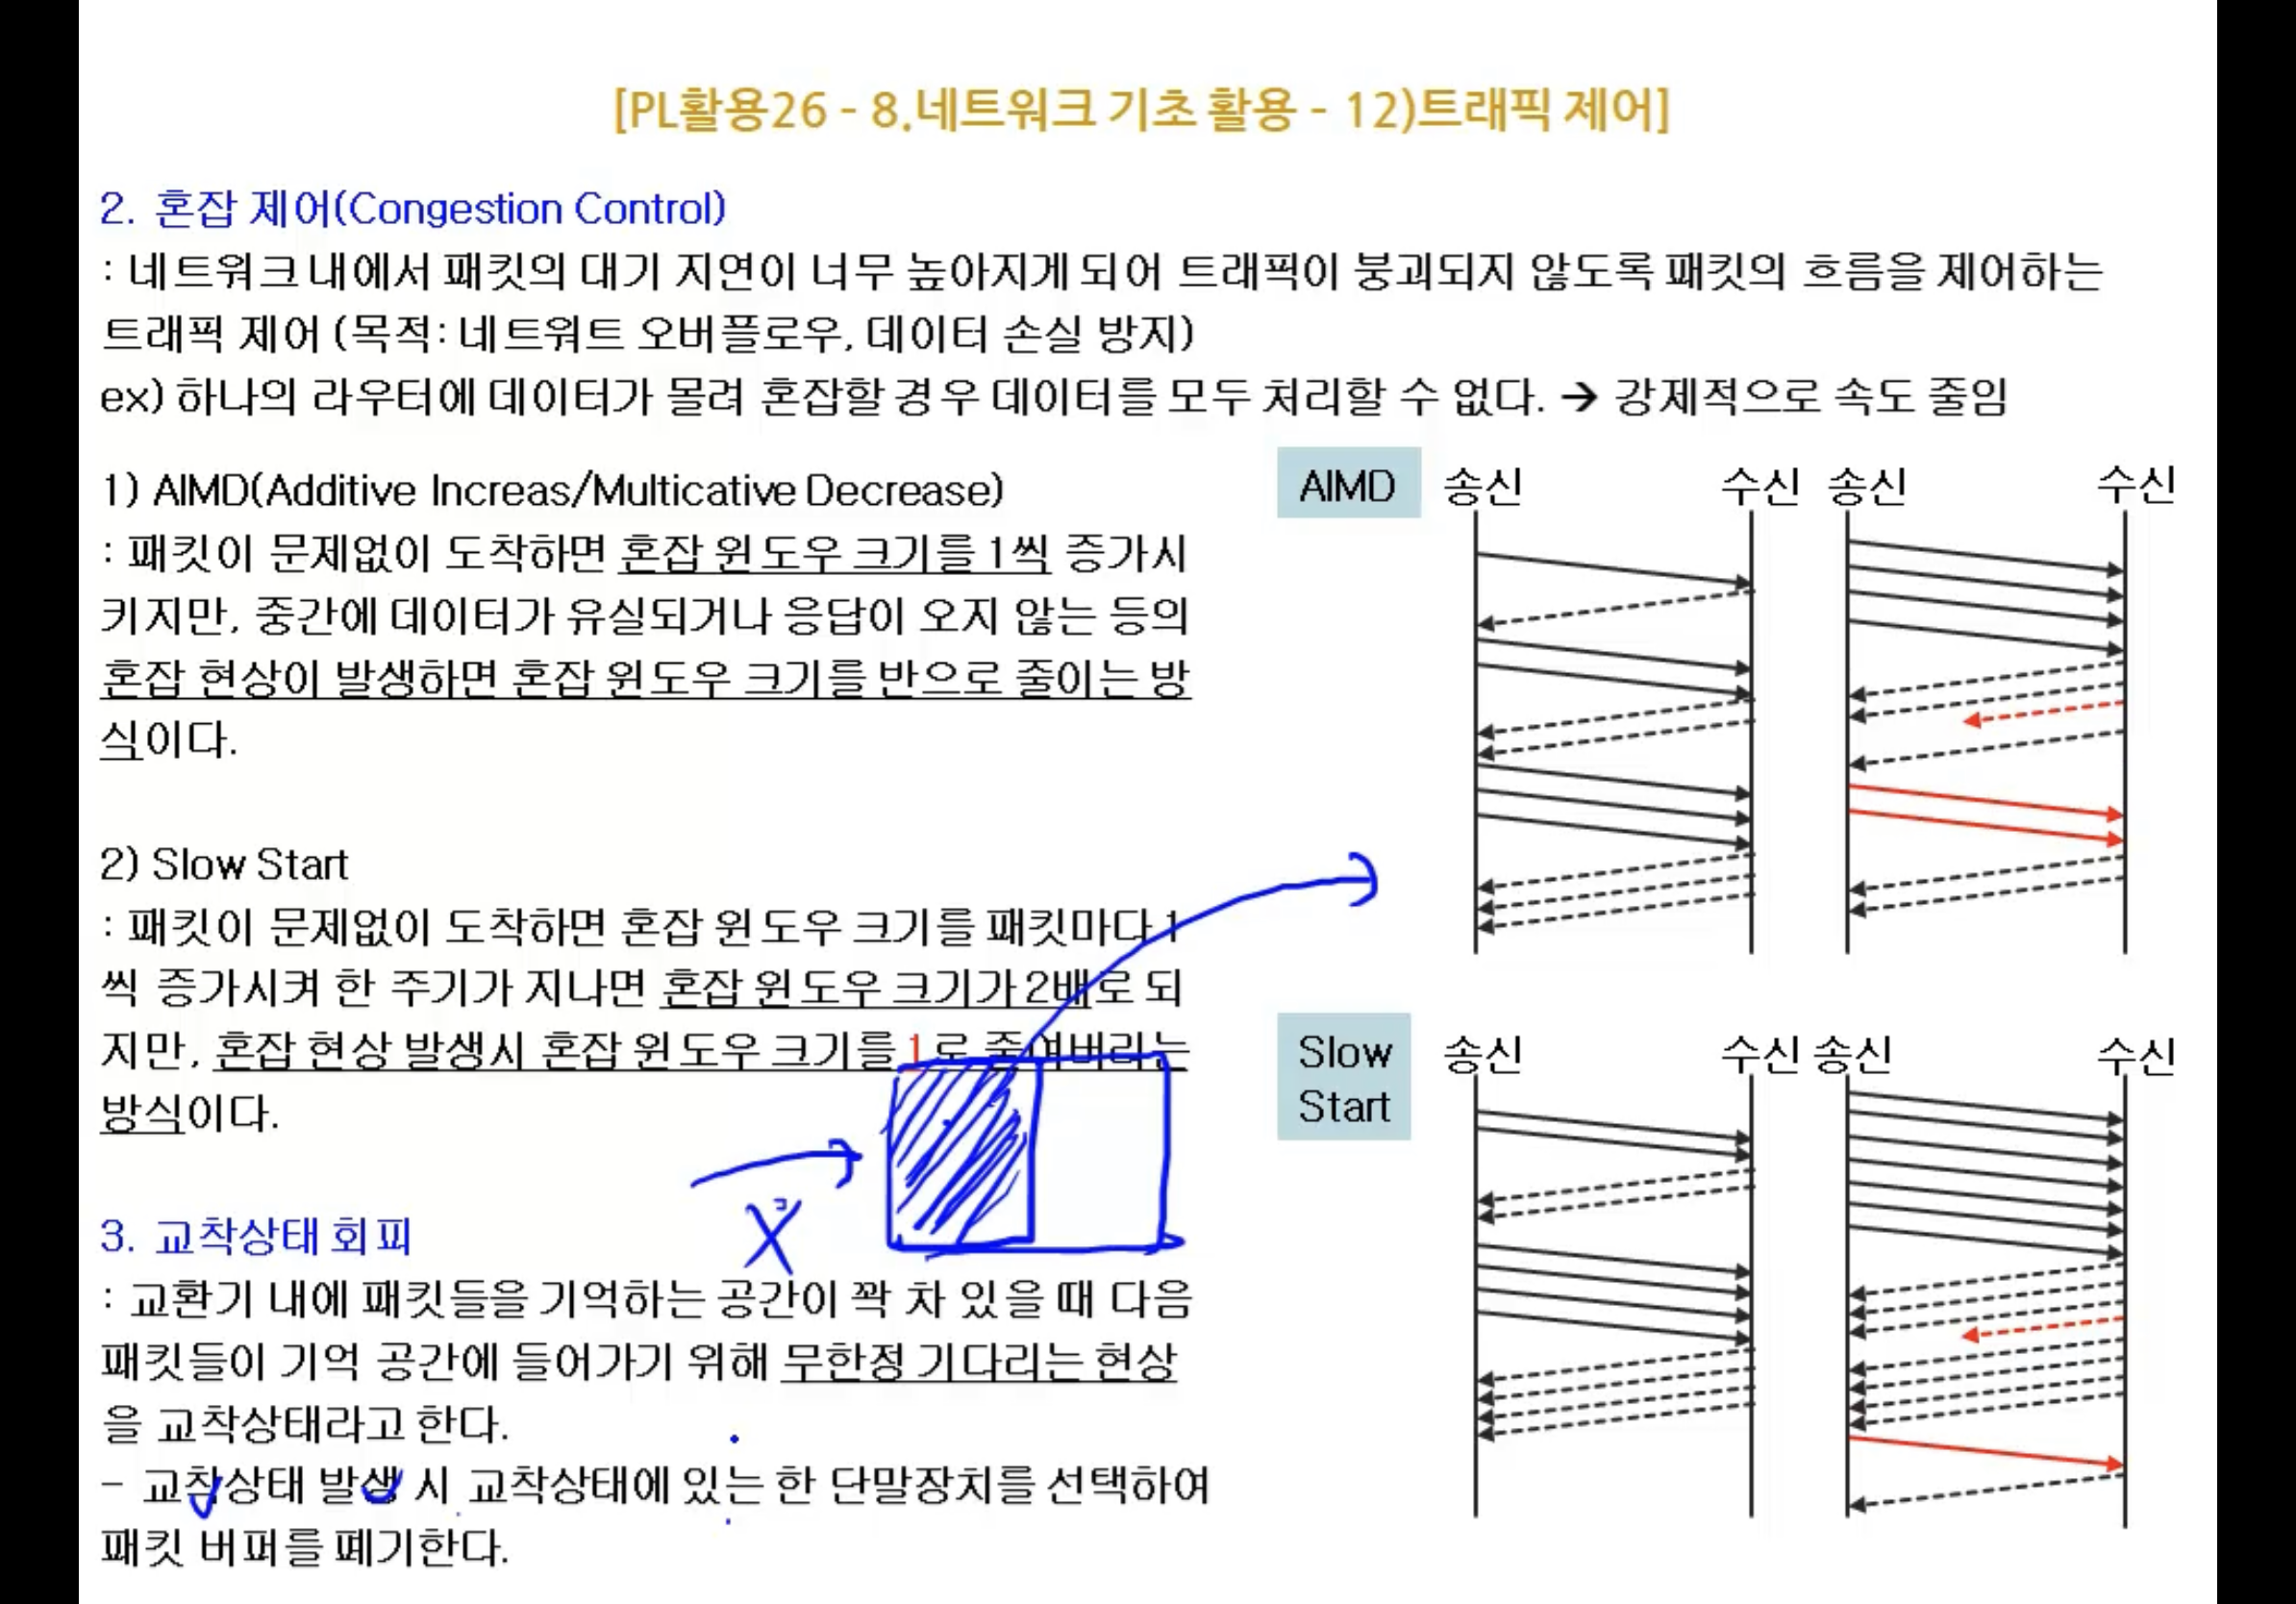 [PL활용26 - 8.네트워크 기초 활용 - 12)트래픽 제어]
2. 혼잡 제어(Congestion Control)
: 네트워크 내에서 패킷의 대기 지연이 너무 높아지게 되어 트래픽이 붕괴되지 않도록 패킷의 흐름을 제어하는
트래픽 제어 (목적: 네트워트 오버플로우, 데이터 손실 방지)
ex) 하나의 라우터에 데이터가 몰려 혼잡할 경우 데이터를 모두 처리할 수 없다. → 강제적으로 속도 줄임
1) AIMD(Additive Increas/Multicative Decrease)
: 패킷이 문제없이 도착하면 혼잡 윈도우 크기를 1씩 증가시
키지만, 중간에 데이터가 유실되거나 응답이 오지 않는 등의
혼잡 현상이 발생하면 혼잡 윈도우 크기를 반으로 줄이는 방
식이다.
2) Slow Start
: 패킷이 문제없이 도착하면 혼잡 윈도우 크기를 패킷마다 1
씩 증가시켜 한 주기가 지나면 혼잡 윈도우 크기가 2배로 되
지만, 혼잡 현상 발생시 혼잡 윈도우 크기를 1로 줄여버리는
방식이다.
X
3. 교착상태 회피
: 교환기 내에 패킷들을 기억하는 공간이 꽉 차 있을 때 다음
패킷들이 기억 공간에 들어가기 위해 무한정 기다리는 현상
을 교착상태라고 한다.
- 교착상태 발생 시 교착상태에 있는 한 단말장치를 선택하여
패킷 버퍼를 폐기한다.
AIMD 송신 수신 송신 수신
Slow Start 송신 수신 송신 수신